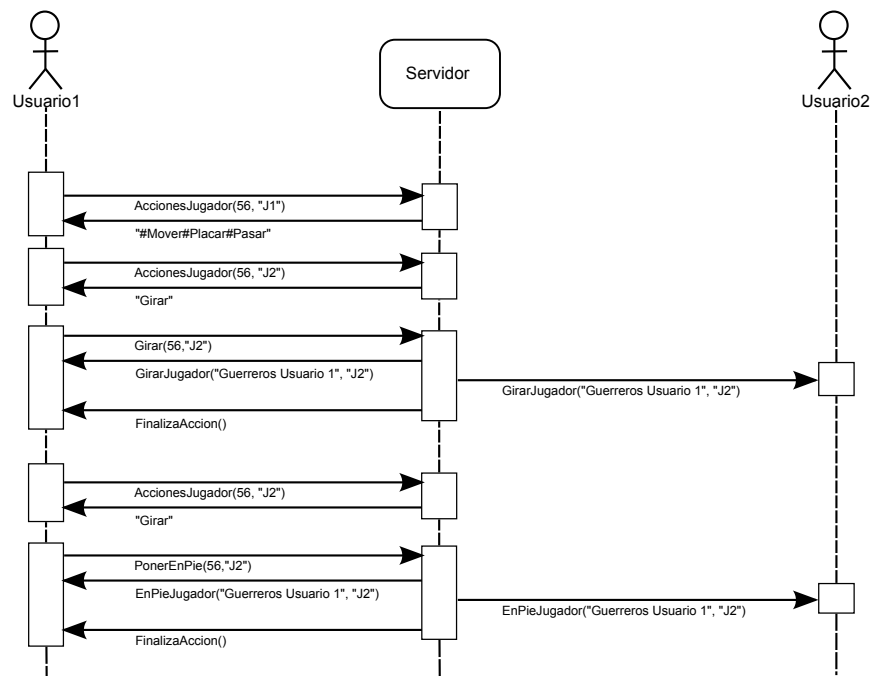 Usuario1
Servidor
Usuario2
AccionesJugador(56, "J1")
"#Mover#Placar#Pasar"
AccionesJugador(56, "J2")
"Girar"
Girar(56,"J2")
GirarJugador("Guerreros Usuario 1", "J2")
GirarJugador("Guerreros Usuario 1", "J2")
FinalizaAccion()
AccionesJugador(56, "J2")
"Girar"
PonerEnPie(56,"J2")
EnPieJugador("Guerreros Usuario 1", "J2")
EnPieJugador("Guerreros Usuario 1", "J2")
FinalizaAccion()